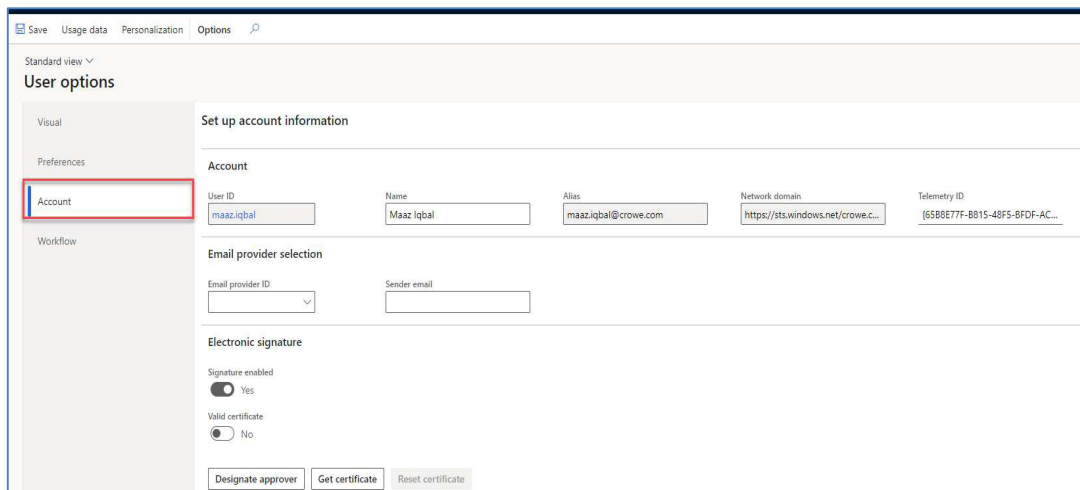 Save Usage data Personalization Options
Standard view
User options
Visual
Preferences
Account
Workflow
Set up account information
Account
User ID Name Alias Network domain Telemetry ID
maaz.iqbal Maaz Iqbal maaz.iqbal@crowe.com https://sts.windows.net/crowe.c... {65B8E77F-B815-48F5-BFDF-AC...
Email provider selection
Email provider ID Sender email
Electronic signature
Signature enabled
Yes
Valid certificate
No
Designate approver Get certificate Reset certificate